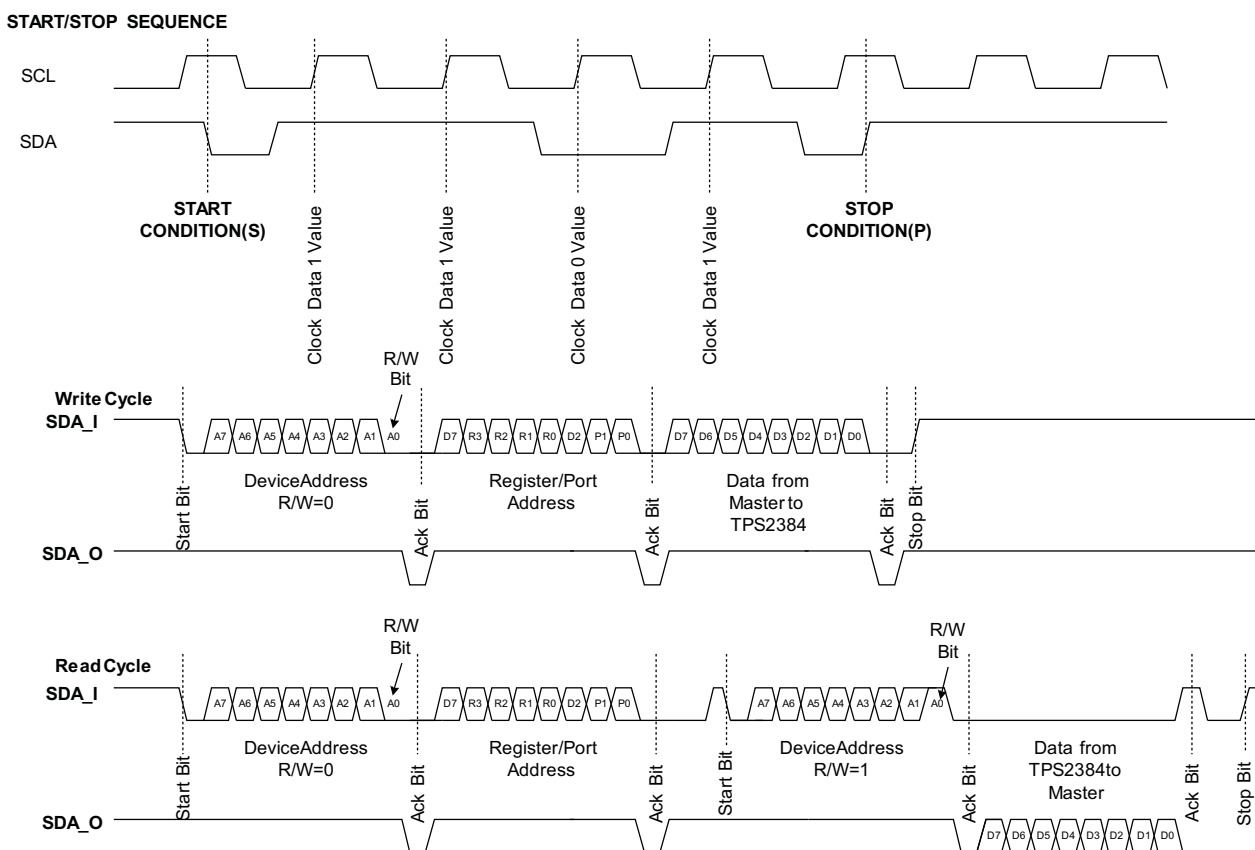 START/STOP SEQUENCE
SCL
SDA
START
CONDITION(S)
Clock Data 1 Value
Clock Data 1 Value
Clock Data 0 Value
Clock Data 1 Value
STOP
CONDITION(P)
R/W
Bit
Write Cycle
SDA_I
A7 A6 A5 A4 A3 A2 A1 A0
D7 R3 R2 R1 R0 D2 P1 P0
D7 D6 D5 D4 D3 D2 D1 D0
Start Bit
DeviceAddress
R/W=0
Ack Bit
Register/Port
Address
Ack Bit
Data from
Master to
TPS2384
Ack Bit
Stop Bit
SDA_O
R/W
Bit
R/W
Bit
Read Cycle
SDA_I
A7 A6 A5 A4 A3 A2 A1 A0
D7 R3 R2 R1 R0 D2 P1 P0
A7 A6 A5 A4 A3 A2 A1 A0
Start Bit
DeviceAddress
R/W=0
Ack Bit
Register/Port
Address
Ack Bit
Start Bit
DeviceAddress
R/W=1
Ack Bit
Data from
TPS2384to
Master
Ack Bit
Stop Bit
SDA_O
D7 D6 D5 D4 D3 D2 D1 D0